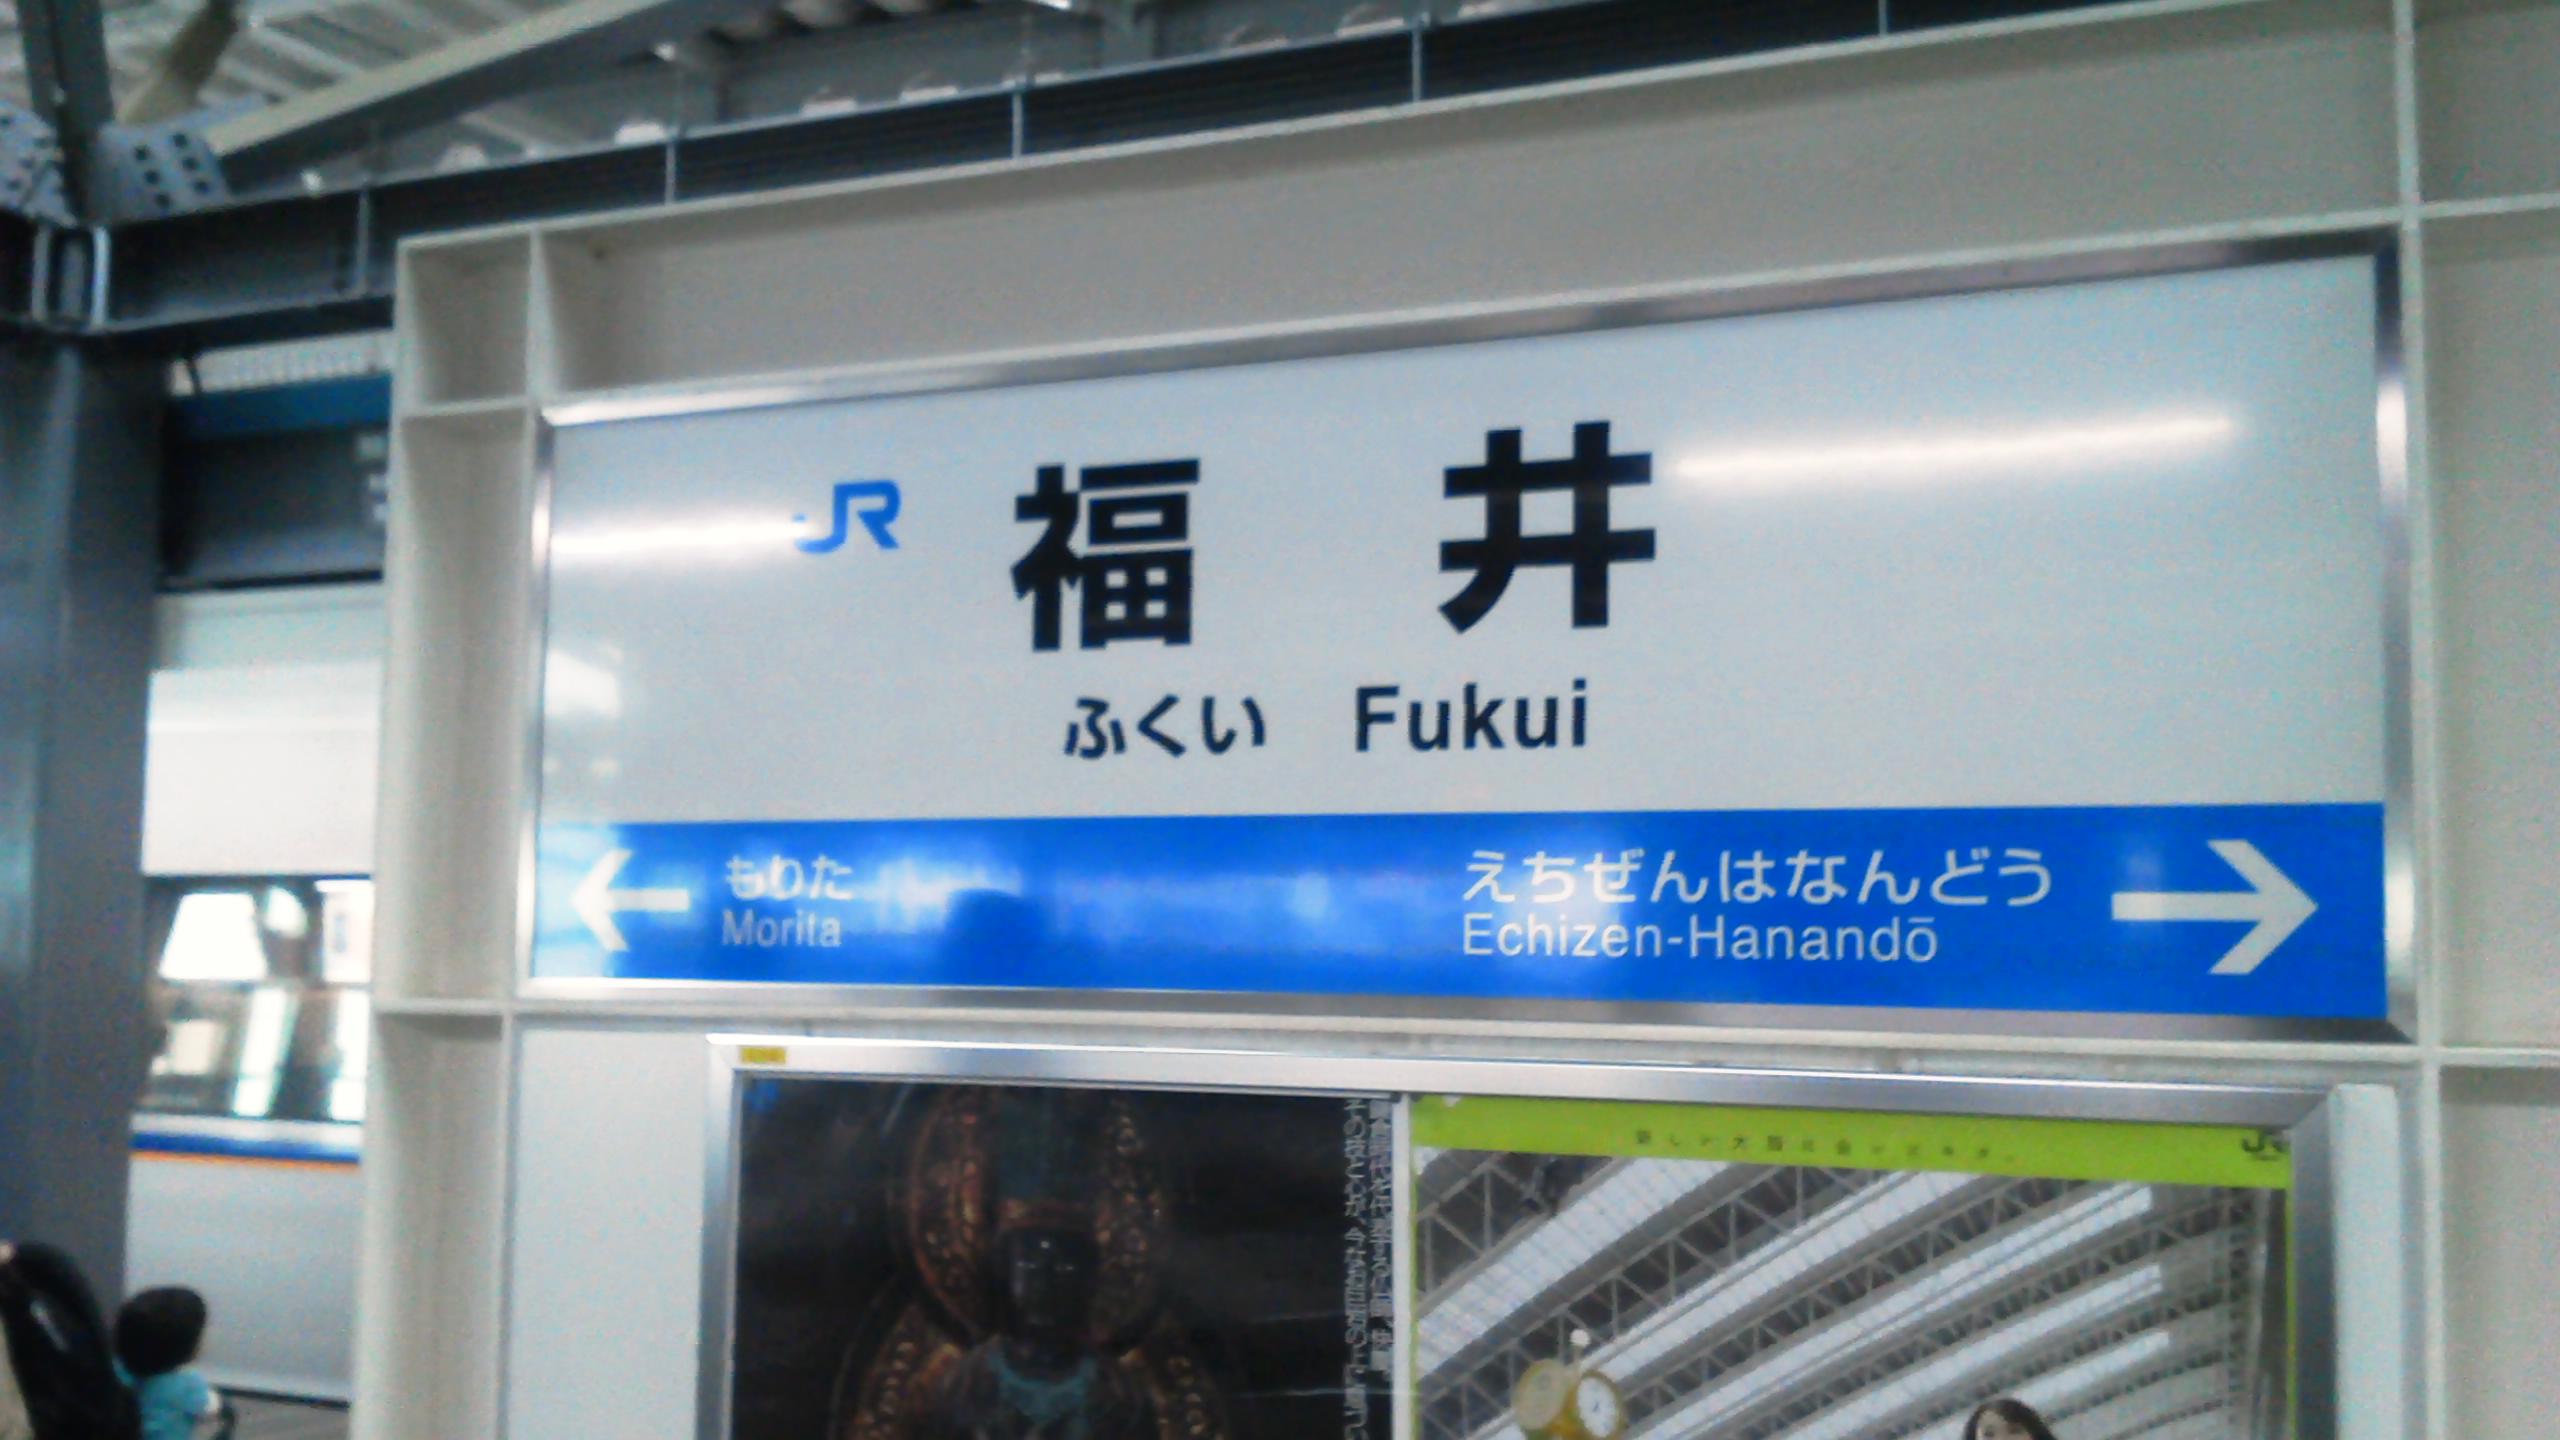 JR 福井
ふくい Fukui
もりた
Morita
えちぜんはなんどう
Echizen-Hanandō
JR